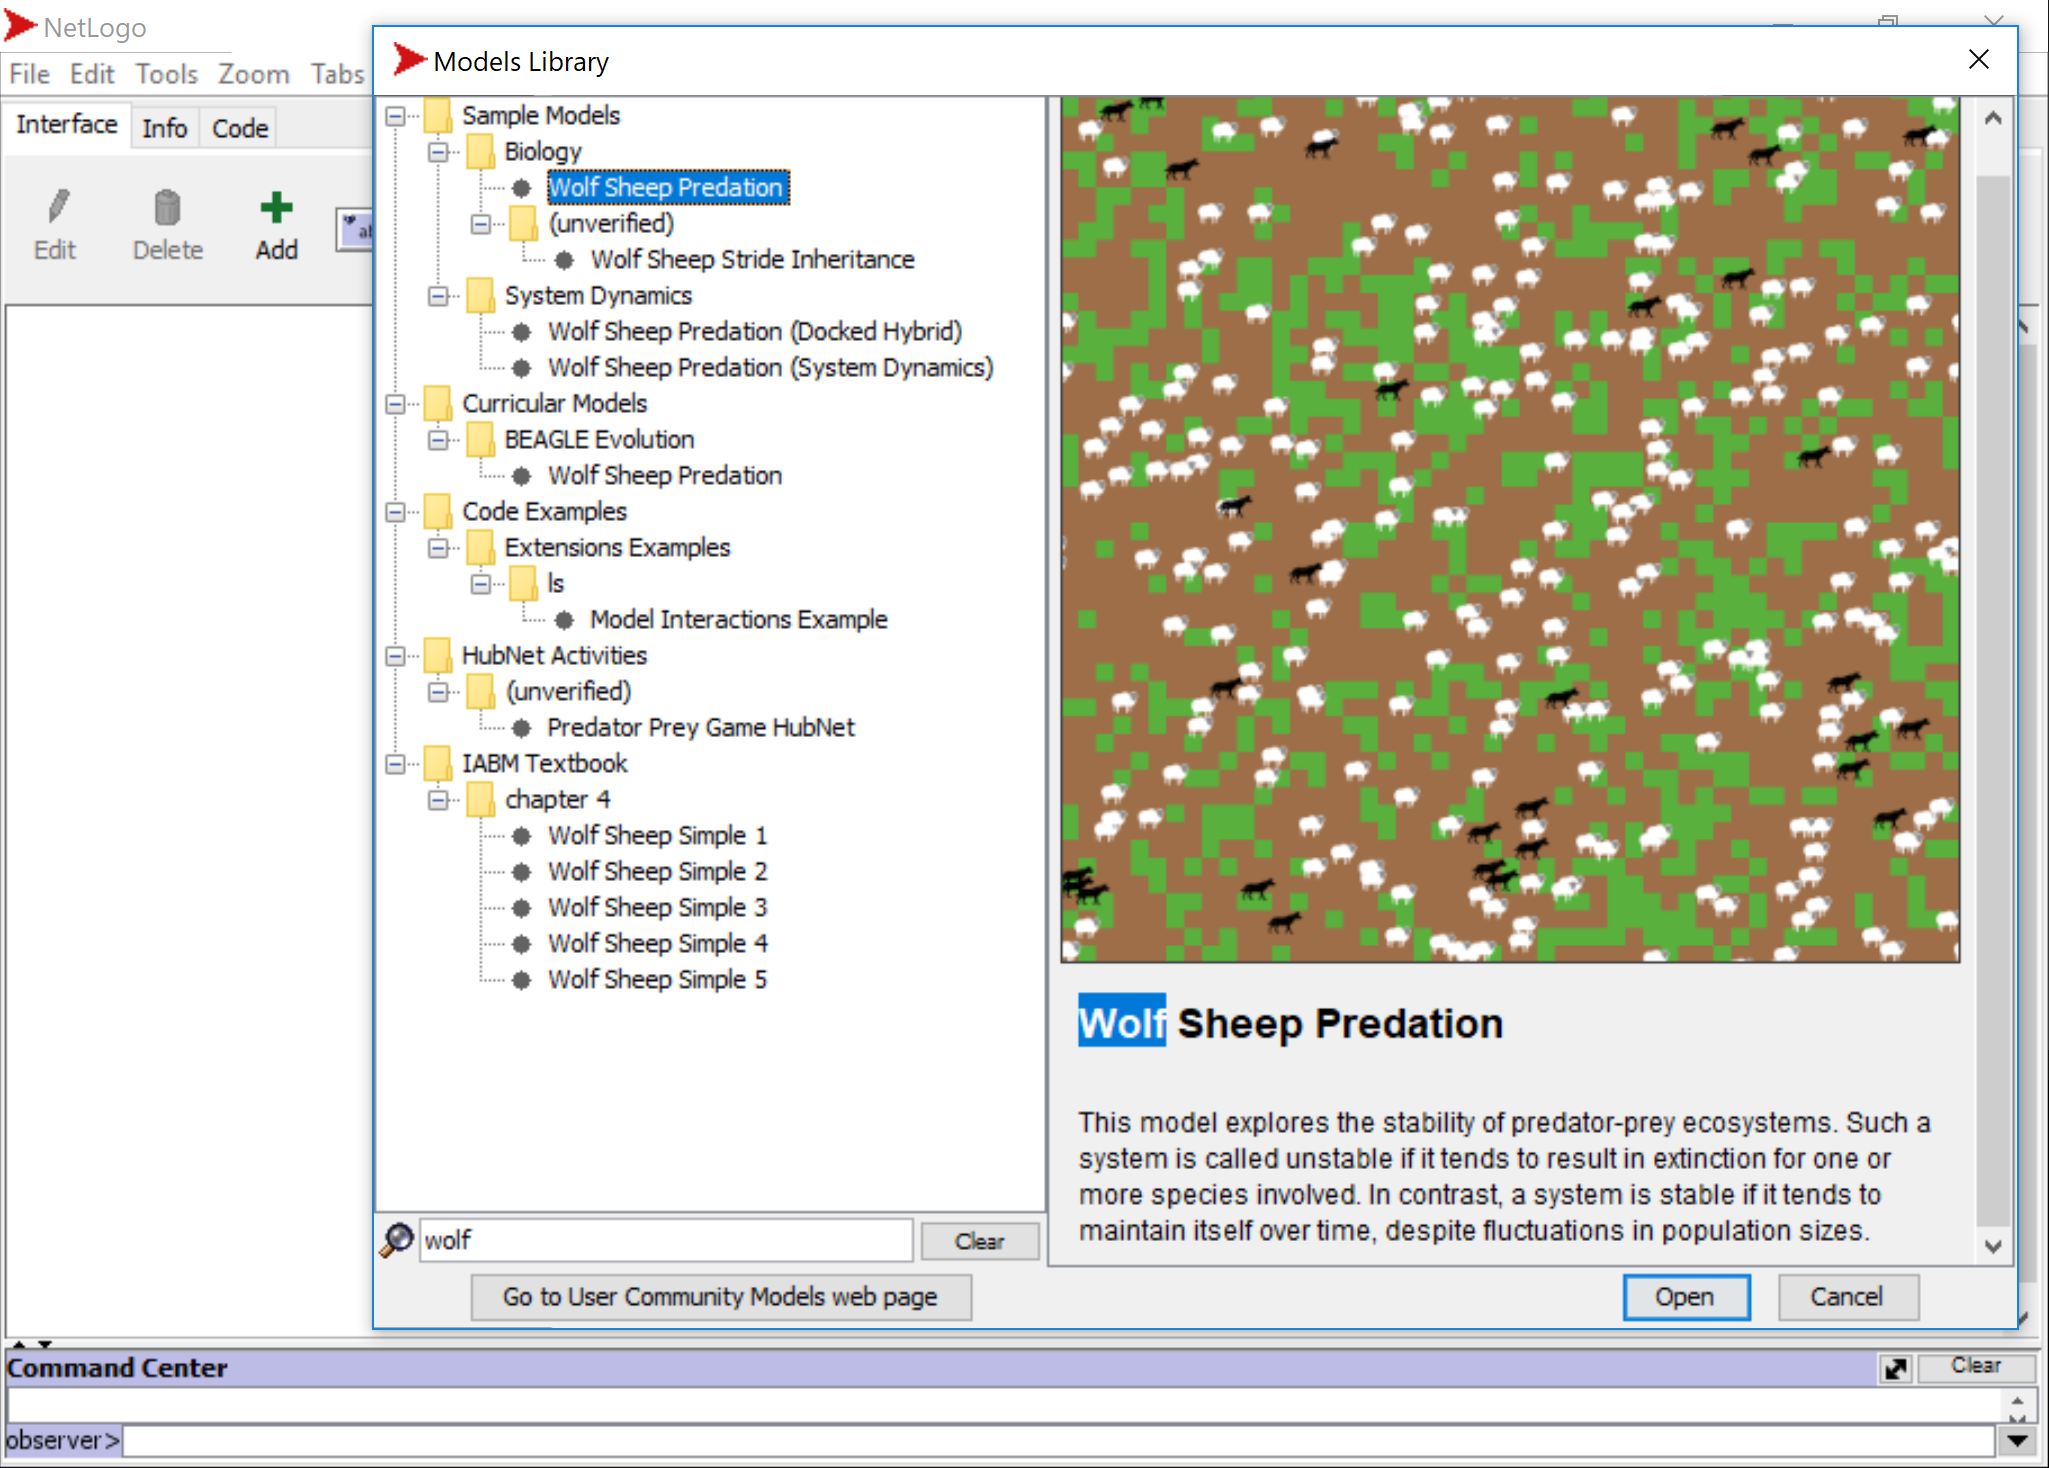 NetLogo
File Edit Tools Zoom Tabs
Interface Info Code
Edit Delete Add
Models Library
Sample Models
Biology
Wolf Sheep Predation
(unverified)
Wolf Sheep Stride Inheritance
System Dynamics
Wolf Sheep Predation (Docked Hybrid)
Wolf Sheep Predation (System Dynamics)
Curricular Models
BEAGLE Evolution
Wolf Sheep Predation
Code Examples
Extensions Examples
ls
Model Interactions Example
HubNet Activities
(unverified)
Predator Prey Game HubNet
IABM Textbook
chapter 4
Wolf Sheep Simple 1
Wolf Sheep Simple 2
Wolf Sheep Simple 3
Wolf Sheep Simple 4
Wolf Sheep Simple 5
wolf
Clear
Go to User Community Models web page
Wolf Sheep Predation
This model explores the stability of predator-prey ecosystems. Such a
system is called unstable if it tends to result in extinction for one or
more species involved. In contrast, a system is stable if it tends to
maintain itself over time, despite fluctuations in population sizes.
Open Cancel
Command Center
Clear
observer>